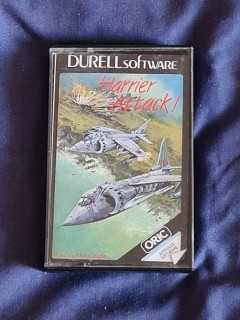 DURELL SOFTWARE
Harrier
Attack!
ORIC